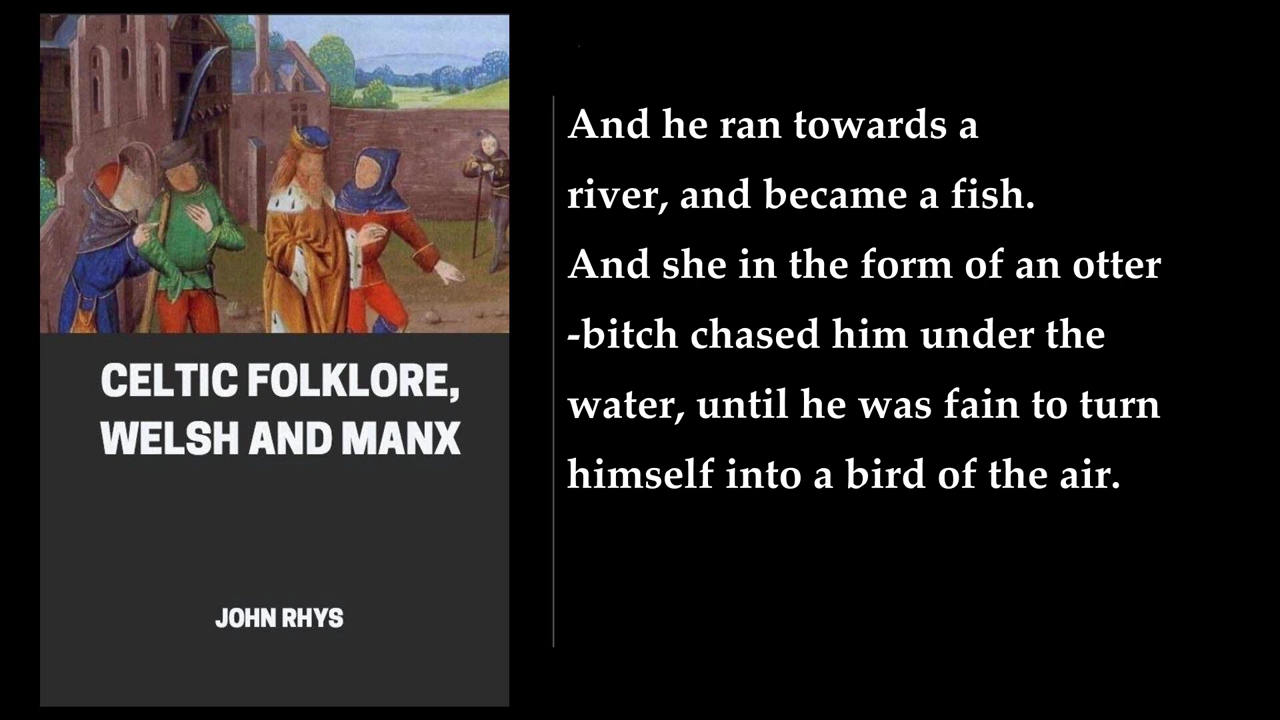 CELTIC FOLKLORE,
WELSH AND MANX
JOHN RHYS
And he ran towards a
river, and became a fish.
And she in the form of an otter
-bitch chased him under the
water, until he was fain to turn
himself into a bird of the air.